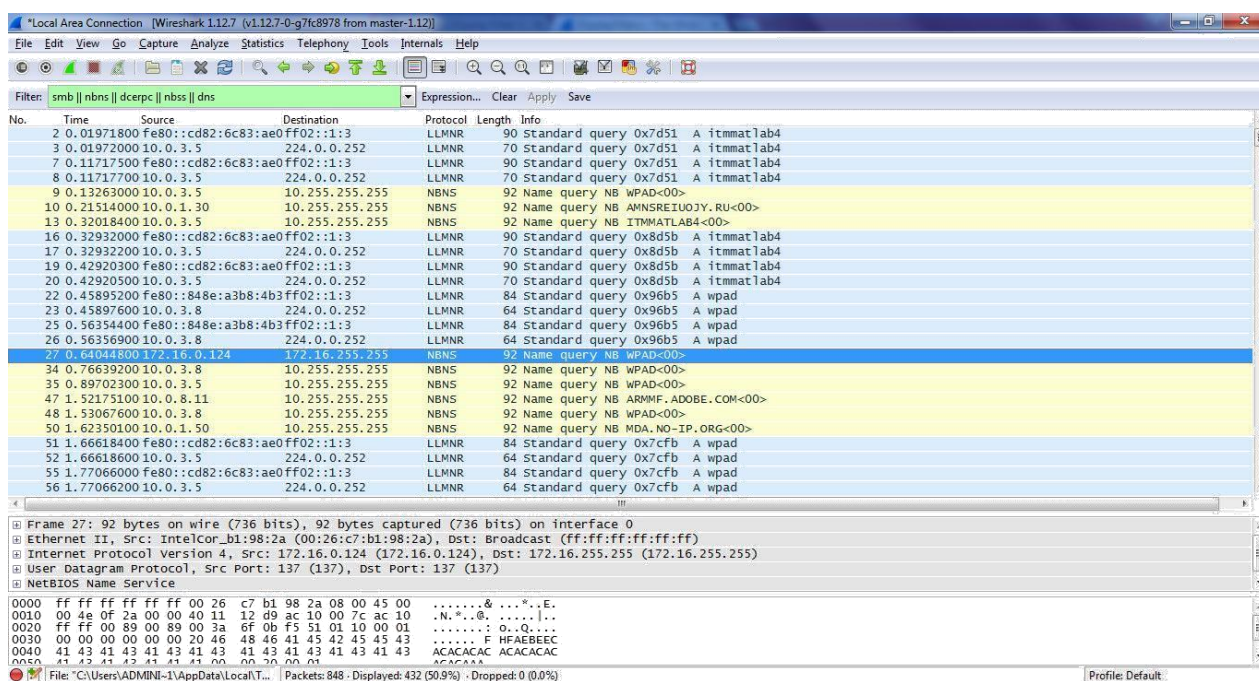 *Local Area Connection [Wireshark 1.12.7 (v1.12.7-0-g7fc8978 from master-1.12)]
File Edit View Go Capture Analyze Statistics Telephony Tools Internals Help
Filter: smb || nbns || dcerpc || nbss || dns Expression... Clear Apply Save
No. Time Source Destination Protocol Length Info
2 0.01971800 fe80::cd82:6c83:ae0 ff02::1:3 LLMNR 90 Standard query 0x7d51 A itmmatlab4
3 0.01972000 10.0.3.5 224.0.0.252 LLMNR 70 Standard query 0x7d51 A itmmatlab4
7 0.11717500 fe80::cd82:6c83:ae0 ff02::1:3 LLMNR 90 Standard query 0x7d51 A itmmatlab4
8 0.11717700 10.0.3.5 224.0.0.252 LLMNR 70 Standard query 0x7d51 A itmmatlab4
9 0.13263000 10.0.3.5 10.255.255.255 NBNS 92 Name query NB WPAD<00>
10 0.21514000 10.0.1.30 10.255.255.255 NBNS 92 Name query NB AMNSREIUOJY.RU<00>
13 0.32018400 10.0.3.5 10.255.255.255 NBNS 92 Name query NB ITMMATLAB4<00>
16 0.32932000 fe80::cd82:6c83:ae0 ff02::1:3 LLMNR 90 Standard query 0x8d5b A itmmatlab4
17 0.32932200 10.0.3.5 224.0.0.252 LLMNR 70 Standard query 0x8d5b A itmmatlab4
19 0.42920300 fe80::cd82:6c83:ae0 ff02::1:3 LLMNR 90 Standard query 0x8d5b A itmmatlab4
20 0.42920500 10.0.3.5 224.0.0.252 LLMNR 70 Standard query 0x8d5b A itmmatlab4
22 0.45895200 fe80::848e:a3b8:4b3 ff02::1:3 LLMNR 84 Standard query 0x96b5 A wpad
23 0.45897600 10.0.3.8 224.0.0.252 LLMNR 64 Standard query 0x96b5 A wpad
25 0.56354400 fe80::848e:a3b8:4b3 ff02::1:3 LLMNR 84 Standard query 0x96b5 A wpad
26 0.56356900 10.0.3.8 224.0.0.252 LLMNR 64 Standard query 0x96b5 A wpad
27 0.64044800 172.16.0.124 172.16.255.255 NBNS 92 Name query NB WPAD<00>
34 0.76639200 10.0.3.8 10.255.255.255 NBNS 92 Name query NB WPAD<00>
35 0.89702300 10.0.3.5 10.255.255.255 NBNS 92 Name query NB WPAD<00>
47 1.52175100 10.0.8.11 10.255.255.255 NBNS 92 Name query NB ARMMF.ADOBE.COM<00>
48 1.53067600 10.0.3.8 10.255.255.255 NBNS 92 Name query NB WPAD<00>
50 1.62350100 10.0.1.50 10.255.255.255 NBNS 92 Name query NB MDA.NO-IP.ORG<00>
51 1.66618400 fe80::cd82:6c83:ae0 ff02::1:3 LLMNR 84 Standard query 0x7cfb A wpad
52 1.66618600 10.0.3.5 224.0.0.252 LLMNR 64 Standard query 0x7cfb A wpad
55 1.77066000 fe80::cd82:6c83:ae0 ff02::1:3 LLMNR 84 Standard query 0x7cfb A wpad
56 1.77066200 10.0.3.5 224.0.0.252 LLMNR 64 Standard query 0x7cfb A wpad
Frame 27: 92 bytes on wire (736 bits), 92 bytes captured (736 bits) on interface 0
Ethernet II, Src: IntelCor_b1:98:2a (00:26:c7:b1:98:2a), Dst: Broadcast (ff:ff:ff:ff:ff:ff)
Internet Protocol Version 4, Src: 172.16.0.124 (172.16.0.124), Dst: 172.16.255.255 (172.16.255.255)
User Datagram Protocol, Src Port: 137 (137), Dst Port: 137 (137)
NetBIOS Name Service
0000 ff ff ff ff ff ff 00 26 c7 b1 98 2a 08 00 45 00 .......& ...*..E.
0010 00 4e 0f 2a 00 00 40 11 12 d9 ac 10 00 7c ac 10 .N.*..@. .....|..
0020 ff ff 00 89 00 89 00 3a 6f 0b f5 51 01 10 00 01 .......: o..Q....
0030 00 00 00 00 00 00 20 46 48 46 41 45 42 45 45 43 ...... F HFAEBEEC
0040 41 43 41 43 41 43 41 43 41 43 41 43 41 43 41 43 ACACACAC ACACACAC
0050 41 43 41 43 41 41 41 00 00 20 00 01 ACACAAA.
File: "C:\Users\ADMINI~1\AppData\Local\T... Packets: 848 · Displayed: 432 (50.9%) · Dropped: 0 (0.0%) Profile: Default